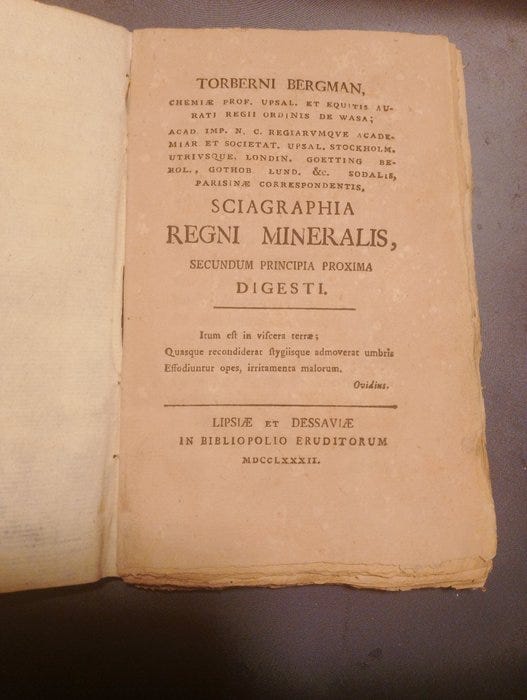 TORBERNI BERGMAN,
CHEMIÆ PROF. UPSAL. ET EQUITIS AU-
RATI REGII ORDINIS DE WASA;
ACAD. IMP. N. C. REGIARVMQVE ACADE-
MIAR ET SOCIETAT. UPSAL. STOCKHOLM.
UTRIVSQUE. LONDIN. GOETTING BE-
ROL., GOTHOB LUND. &c. SODALIS,
PARISINÆ CORRESPONDENTIS,
SCIAGRAPHIA
REGNI MINERALIS,
SECUNDUM PRINCIPIA PROXIMA
DIGESTI.
Itum eſt in viſcera terræ;
Quasque recondiderat ſtygiisque admoverat umbris
Effodiuntur opes, irritamenta malorum.
Ovidius.
LIPSIÆ ET DESSAVIÆ
IN BIBLIOPOLIO ERUDITORUM
MDCCLXXXII.